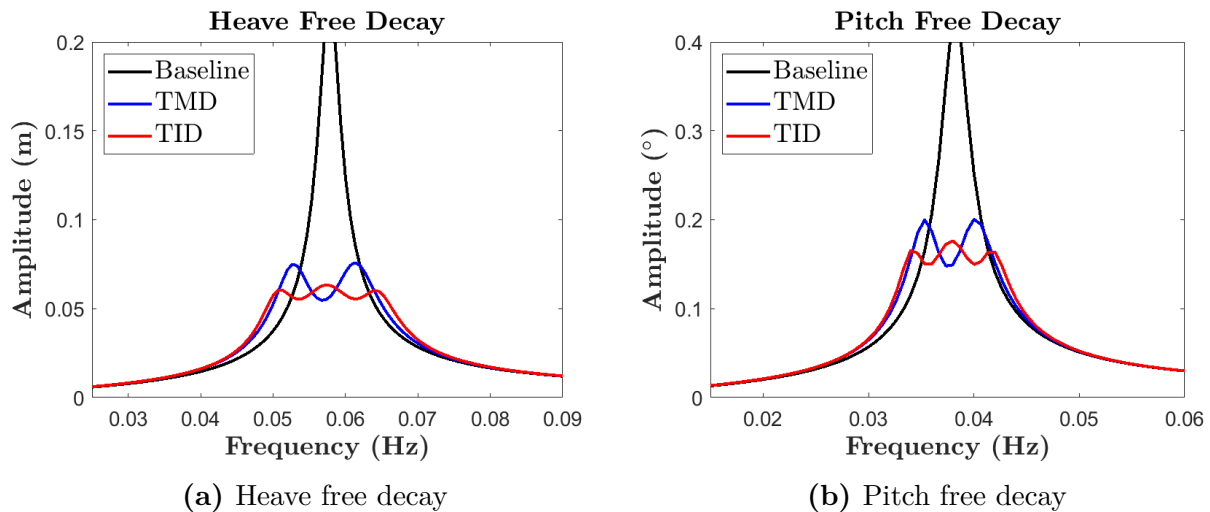 Heave Free Decay
0.2
0.15
0.1
0.05
0
Amplitude (m)
Baseline
TMD
TID
0.03 0.04 0.05 0.06 0.07 0.08 0.09
Frequency (Hz)
(a) Heave free decay
Pitch Free Decay
0.4
0.3
0.2
0.1
0
Amplitude (°)
Baseline
TMD
TID
0.02 0.03 0.04 0.05 0.06
Frequency (Hz)
(b) Pitch free decay